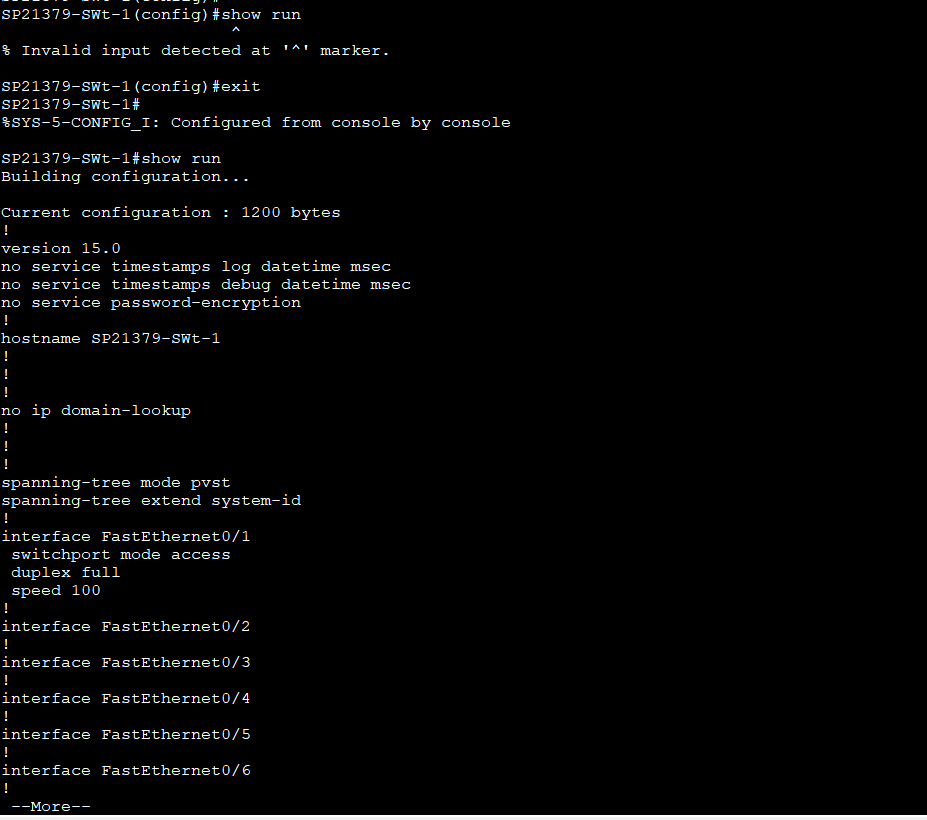 SP21379-SWt-1(config)#show run
^
% Invalid input detected at '^' marker.
SP21379-SWt-1(config)#exit
SP21379-SWt-1#
%SYS-5-CONFIG_I: Configured from console by console
SP21379-SWt-1#show run
Building configuration...
Current configuration : 1200 bytes
!
version 15.0
no service timestamps log datetime msec
no service timestamps debug datetime msec
no service password-encryption
!
hostname SP21379-SWt-1
!
!
!
no ip domain-lookup
!
!
!
spanning-tree mode pvst
spanning-tree extend system-id
!
interface FastEthernet0/1
switchport mode access
duplex full
speed 100
!
interface FastEthernet0/2
!
interface FastEthernet0/3
!
interface FastEthernet0/4
!
interface FastEthernet0/5
!
interface FastEthernet0/6
!
--More--